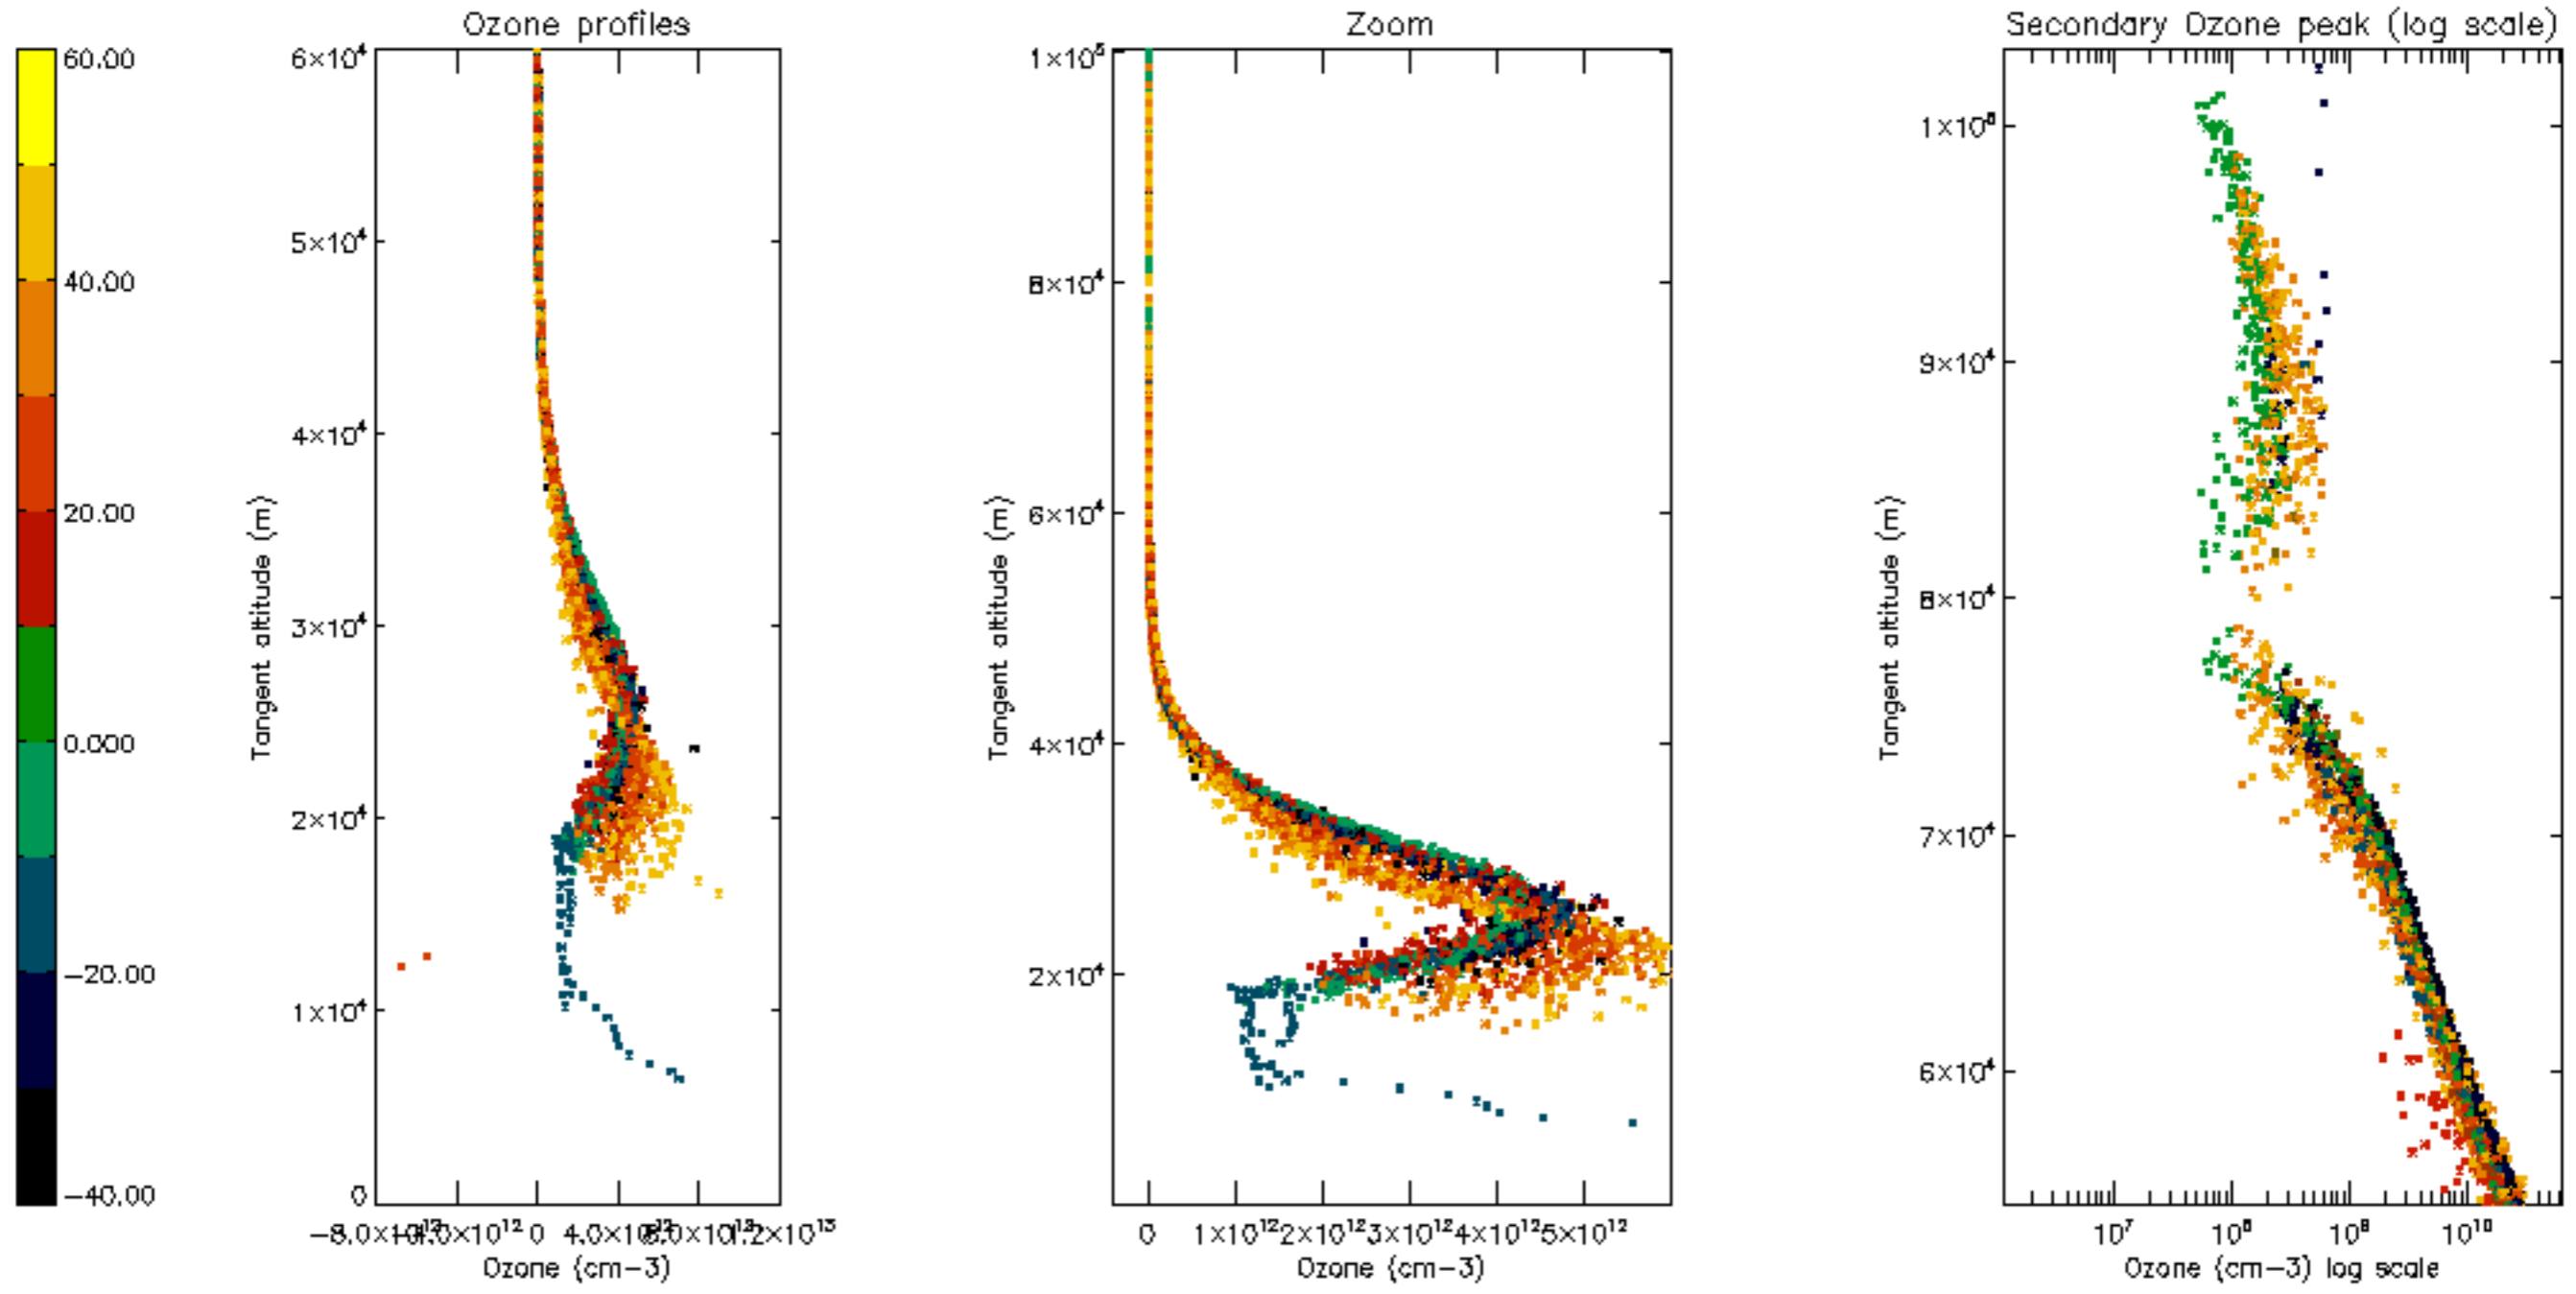 Ozone profiles
Zoom
Secondary Ozone peak (log scale)
60.00
40.00
20.00
0.000
−20.00
−40.00
6×10⁴
5×10⁴
4×10⁴
3×10⁴
2×10⁴
1×10⁴
0
Tangent altitude (m)
0
Ozone (cm−3)
1×10⁵
8×10⁴
6×10⁴
4×10⁴
2×10⁴
Tangent altitude (m)
0 1×10¹² 2×10¹² 3×10¹² 4×10¹² 5×10¹²
Ozone (cm−3)
1×10⁵
9×10⁴
8×10⁴
7×10⁴
6×10⁴
Tangent altitude (m)
10⁷ 10⁸ 10⁹ 10¹⁰
Ozone (cm−3) log scale